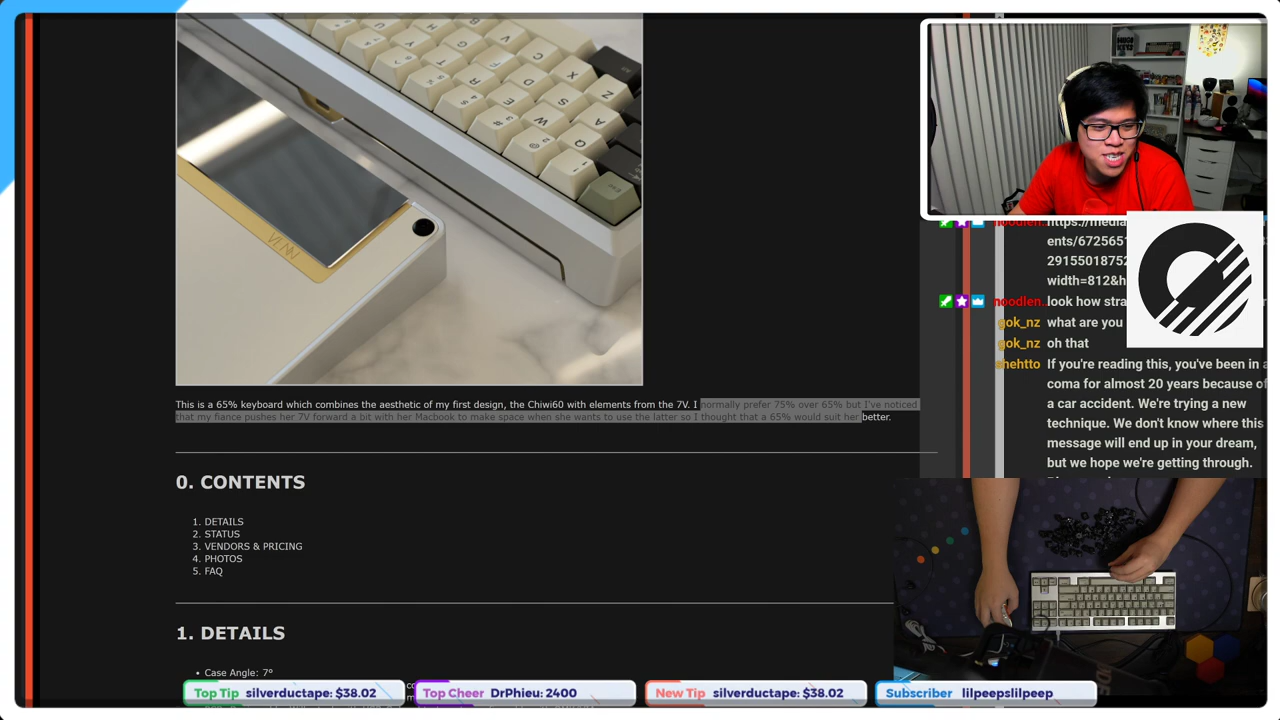 VENN
This is a 65% keyboard which combines the aesthetic of my first design, the Chiwi60 with elements from the 7V. I normally prefer 75% over 65% but I've noticed
that my fiance pushes her 7V forward a bit with her Macbook to make space when she wants to use the latter so I thought that a 65% would suit her better.
0. CONTENTS
1. DETAILS
2. STATUS
3. VENDORS & PRICING
4. PHOTOS
5. FAQ
1. DETAILS
• Case Angle: 7º
ents/672565
29155018752
width=812&h
look how stra
gok_nz what are you
gok_nz oh that
nehtto If you're reading this, you've been in a
coma for almost 20 years because of
a car accident. We're trying a new
technique. We don't know where this
message will end up in your dream,
but we hope we're getting through.
Top Tip silverductape: $38.02
Top Cheer DrPhieu: 2400
New Tip silverductape: $38.02
Subscriber lilpeepslilpeep